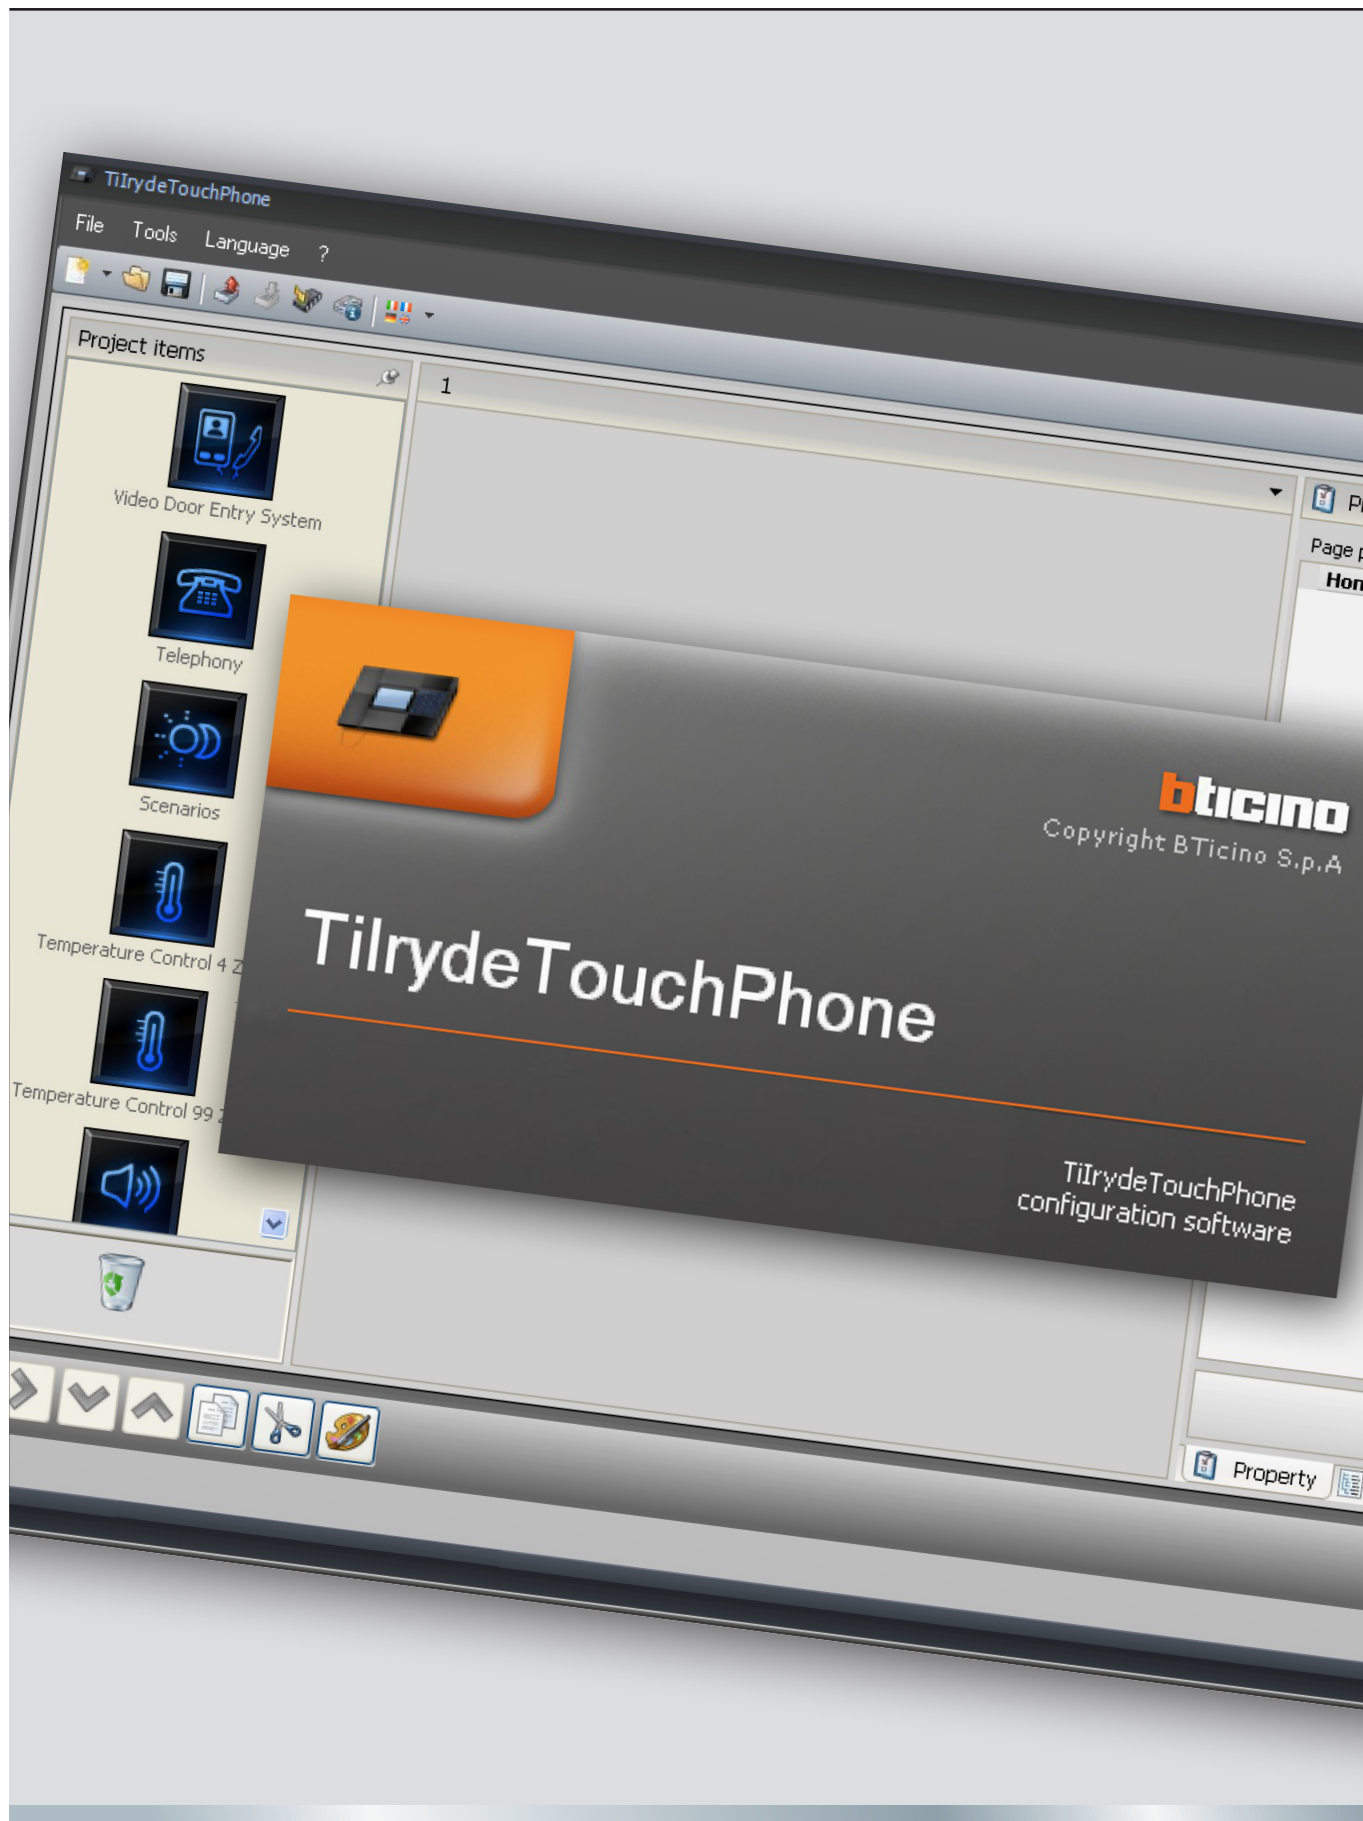 TiIrydeTouchPhone
File Tools Language ?
Project items
1
Page
Video Door Entry System
Telephony
Scenarios
Temperature Control 4
Temperature Control 99
bticino
Copyright BTicino S.p.A
TiIrydeTouchPhone
TiIrydeTouchPhone
configuration software
Property